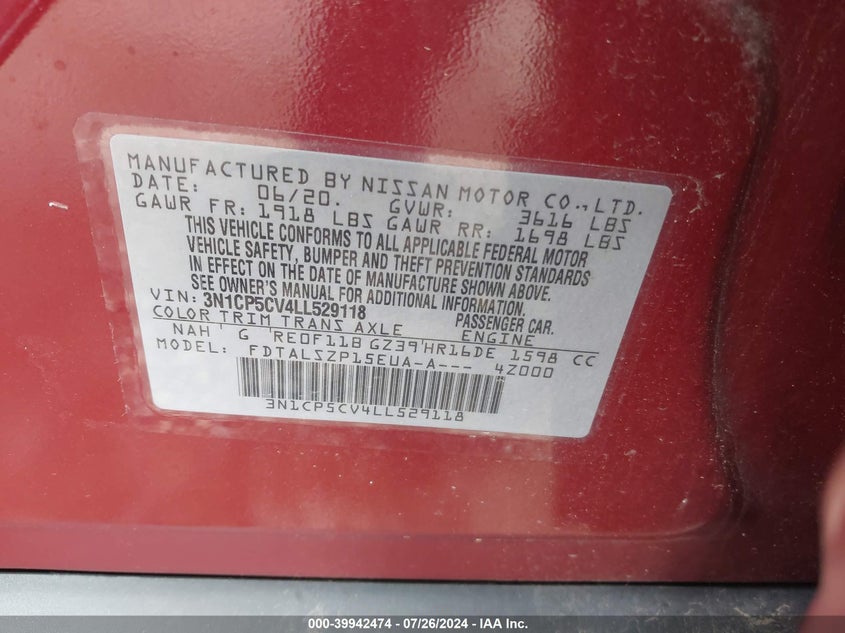 MANUFACTURED BY NISSAN MOTOR CO., LTD.
DATE: 06/20. GVWR: 3616 LBS
GAWR FR: 1918 LBS GAWR RR: 1698 LBS
THIS VEHICLE CONFORMS TO ALL APPLICABLE FEDERAL MOTOR
VEHICLE SAFETY, BUMPER AND THEFT PREVENTION STANDARDS
IN EFFECT ON THE DATE OF MANUFACTURE SHOWN ABOVE.
SEE OWNER'S MANUAL FOR ADDITIONAL INFORMATION.
VIN: 3N1CP5CV4LL529118 PASSENGER CAR.
COLOR TRIM TRANS AXLE ENGINE
NAH ' G 'RE0F11B GZ39'HR16DE 1598 CC
MODEL: FDTALSZP15EUA-A--- 4Z000
3N1CP5CV4LL529118
000-39942474 / 07/26/2024 - IAA Inc.